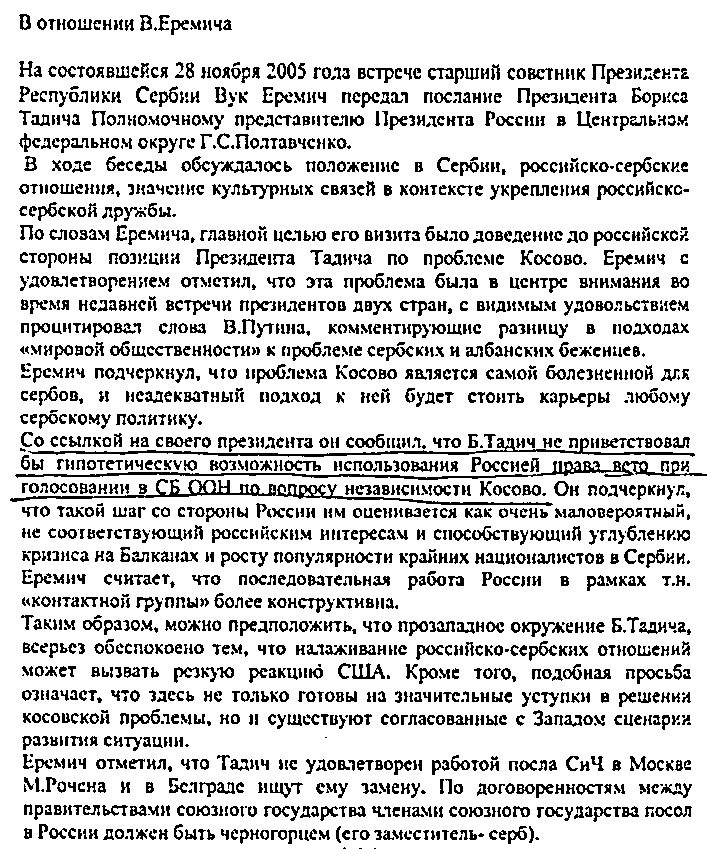 В отношении В.Еремича
На состоявшейся 28 ноября 2005 года встрече старший советник Президента
Республики Сербии Вук Еремич передал послание Президента Бориса
Тадича Полномочному представителю Президента России в Центральном
федеральном округе Г.С.Полтавченко.
В ходе беседы обсуждалось положение в Сербии, российско-сербские
отношения, значение культурных связей в контексте укрепления российско-
сербской дружбы.
По словам Еремича, главной целью его визита было доведение до российской
стороны позиции Президента Тадича по проблеме Косово. Еремич с
удовлетворением отметил, что эта проблема была в центре внимания во
время недавней встречи президентов двух стран, с видимым удовольствием
процитировал слова В.Путина, комментирующие разницу в подходах
«мировой общественности» к проблеме сербских и албанских беженцев.
Еремич подчеркнул, что проблема Косово является самой болезненной для
сербов, и неадекватный подход к ней будет стоить карьеры любому
сербскому политику.
Со ссылкой на своего президента он сообщил, что Б.Тадич не приветствовал
бы гипотетическую возможность использования Россией права вето при
голосовании в СБ ООН по вопросу независимости Косово. Он подчеркнул,
что такой шаг со стороны России им оценивается как очень маловероятный,
не соответствующий российским интересам и способствующий углублению
кризиса на Балканах и росту популярности крайних националистов в Сербии.
Еремич считает, что последовательная работа России в рамках т.н.
«контактной группы» более конструктивна.
Таким образом, можно предположить, что прозападное окружение Б.Тадича,
всерьез обеспокоено тем, что налаживание российско-сербских отношений
может вызвать резкую реакцию США. Кроме того, подобная просьба
означает, что здесь не только готовы на значительные уступки в решении
косовской проблемы, но и существуют согласованные с Западом сценарии
развития ситуации.
Еремич отметил, что Тадич не удовлетворен работой посла СиЧ в Москве
М.Рочена и в Белграде ищут ему замену. По договоренностям между
правительствами союзного государства членами союзного государства посол
в России должен быть черногорцем (его заместитель- серб).